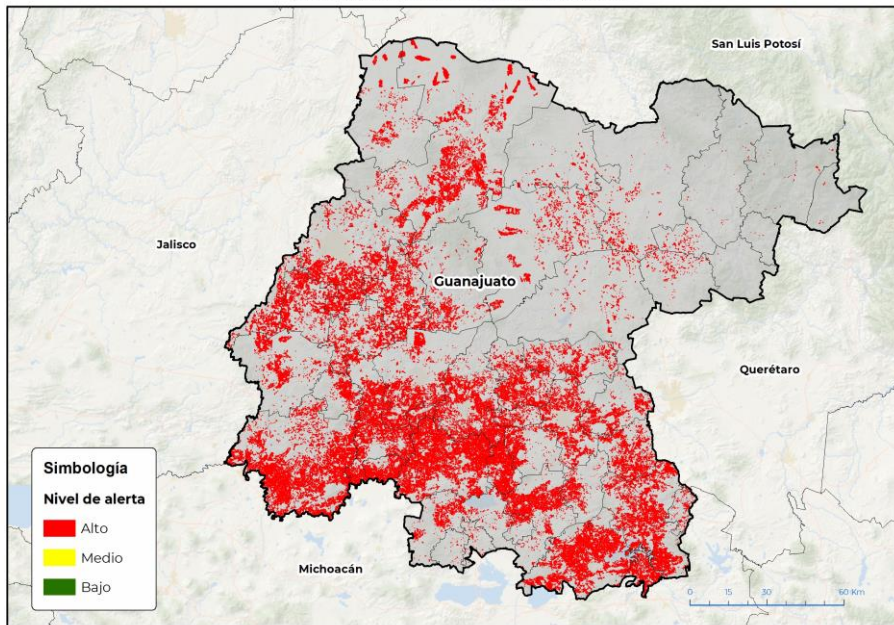 San Luis Potosí
Jalisco
Guanajuato
Querétaro
Simbología
Nivel de alerta
Alto
Medio
Bajo
Michoacán
0 15 30 60 Km